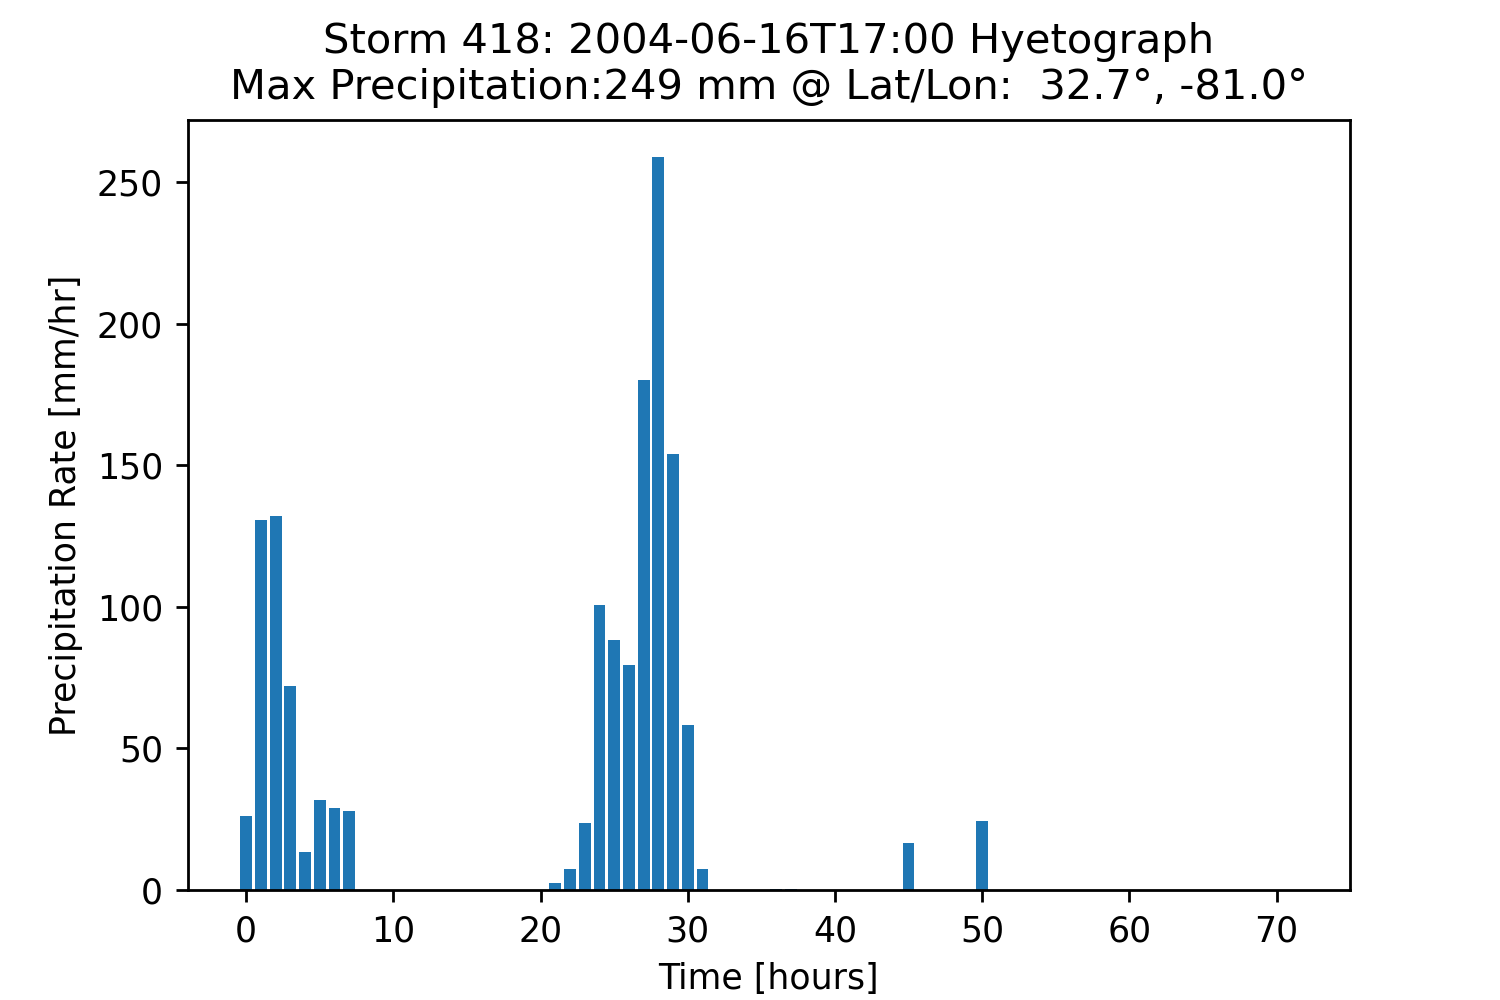 Storm 418: 2004-06-16T17:00 Hyetograph
Max Precipitation:249 mm @ Lat/Lon:  32.7°, -81.0°
Precipitation Rate [mm/hr]
250
200
150
100
50
0
0 10 20 30 40 50 60 70
Time [hours]